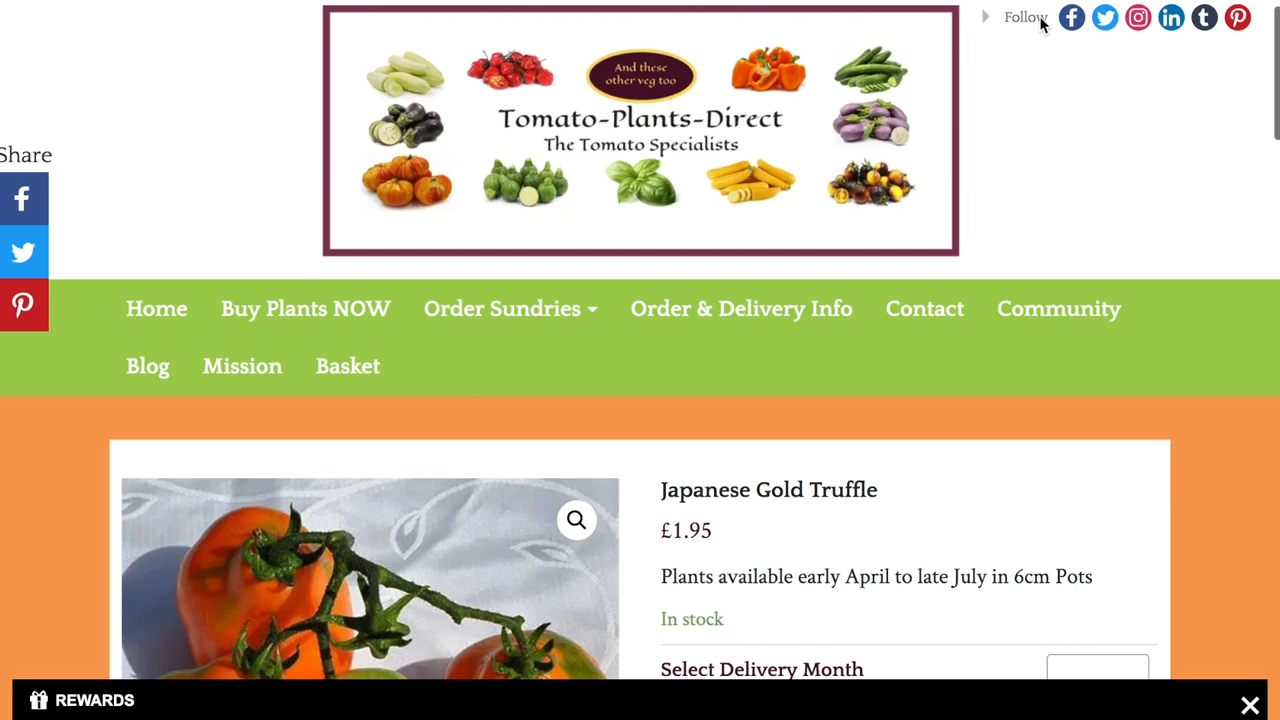 Follow
And these
other veg too
Tomato-Plants-Direct
The Tomato Specialists
Share
Home Buy Plants NOW Order Sundries Order & Delivery Info Contact Community
Blog Mission Basket
Japanese Gold Truffle
£1.95
Plants available early April to late July in 6cm Pots
In stock
Select Delivery Month
REWARDS